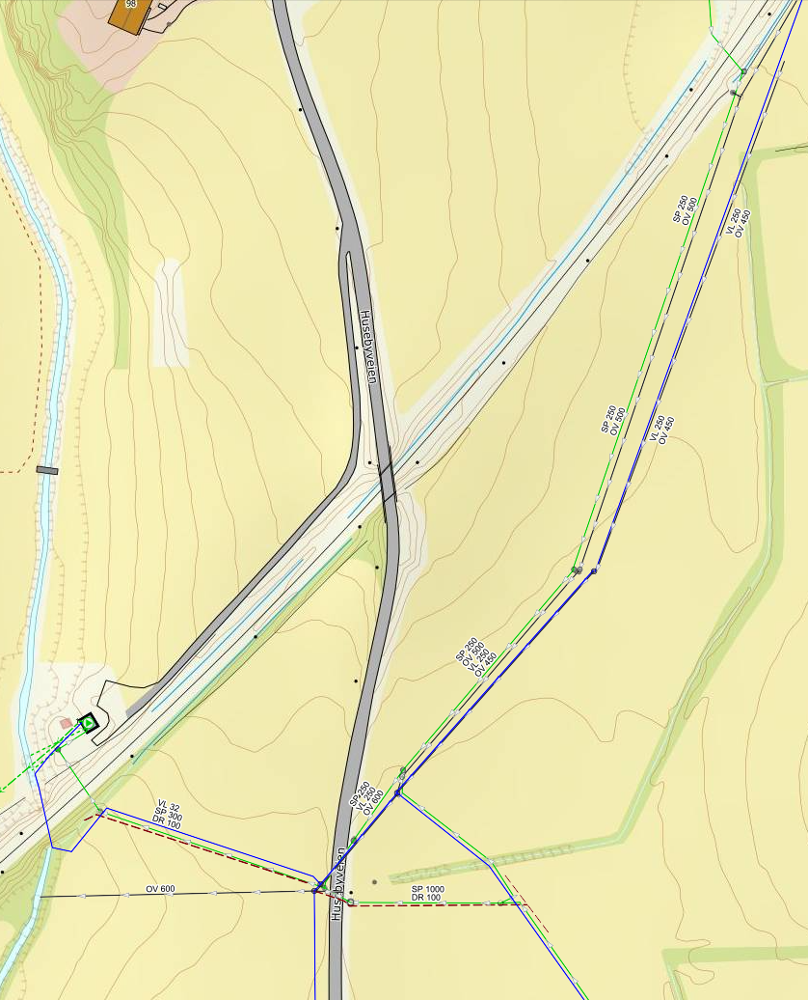 98
SP 250
OV 500
VL 250
OV 450
Husebyveien
SP 250
OV 500
VL 250
OV 450
SP 250
OV 500
VL 250
OV 450
SP 250
VL 250
OV 600
VL 32
SP 300
DR 100
Husebyveien
OV 600
SP 1000
DR 100